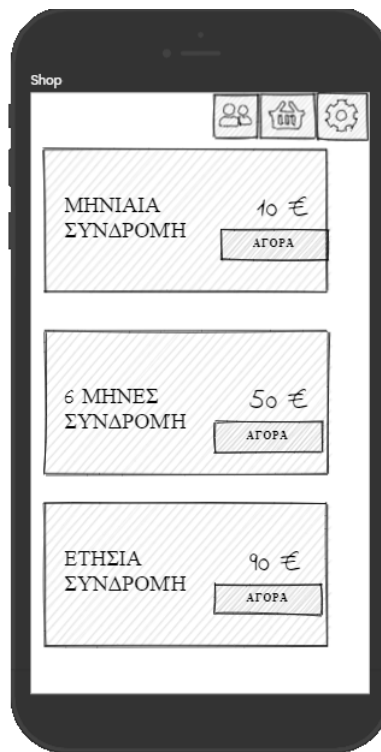 Shop
ΜΗΝΙΑΙΑ
ΣΥΝΔΡΟΜΗ
10 €
ΑΓΟΡΑ
6 ΜΗΝΕΣ
ΣΥΝΔΡΟΜΗ
50 €
ΑΓΟΡΑ
ΕΤΗΣΙΑ
ΣΥΝΔΡΟΜΗ
90 €
ΑΓΟΡΑ